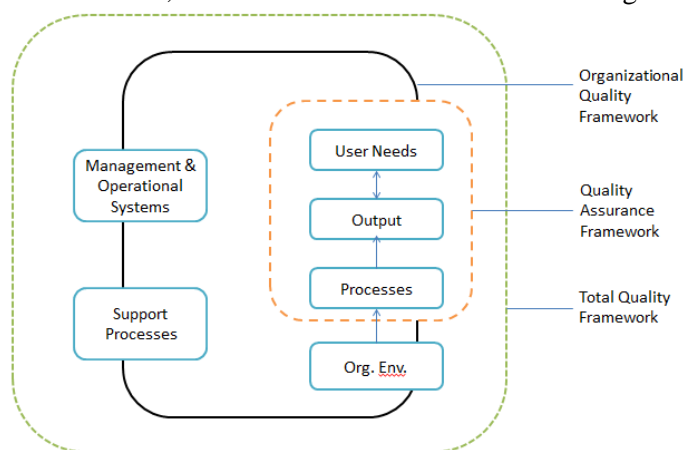 Organizational
Quality
Framework
User Needs
Management &
Operational
Systems
Quality
Assurance
Framework
Output
Processes
Total Quality
Framework
Support
Processes
Org. Env.